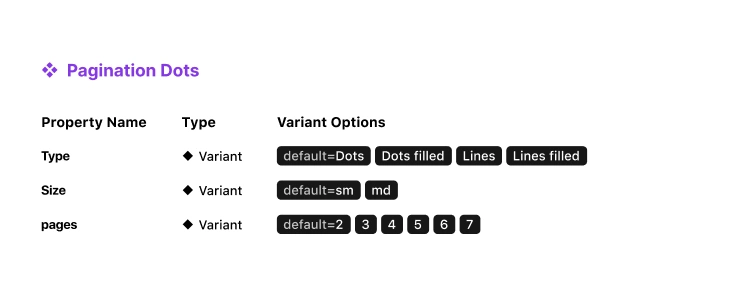 Pagination Dots
Property Name Type Variant Options
Type Variant default=Dots Dots filled Lines Lines filled
Size Variant default=sm md
pages Variant default=2 3 4 5 6 7